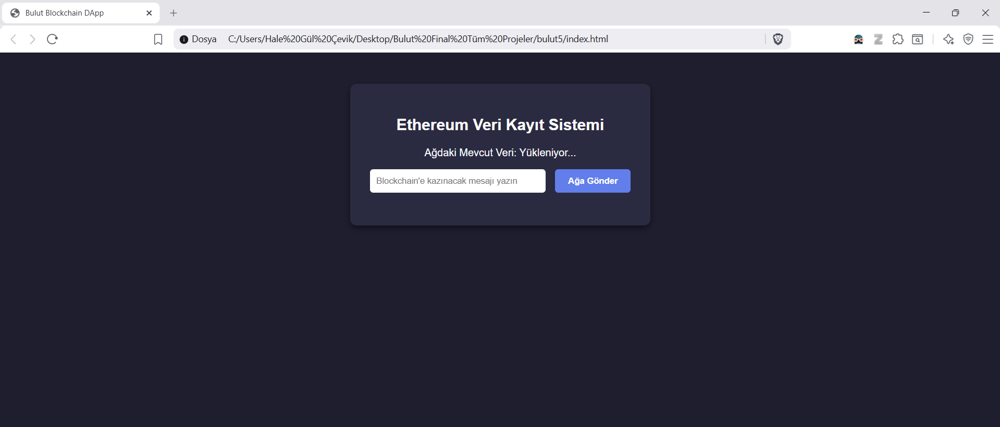 Bulut Blockchain DApp
Dosya C:/Users/Hale%20Gül%20Çevik/Desktop/Bulut%20Final%20Tüm%20Projeler/bulut5/index.html
Ethereum Veri Kayıt Sistemi
Ağdaki Mevcut Veri: Yükleniyor...
Blockchain'e kazınacak mesajı yazın
Ağa Gönder